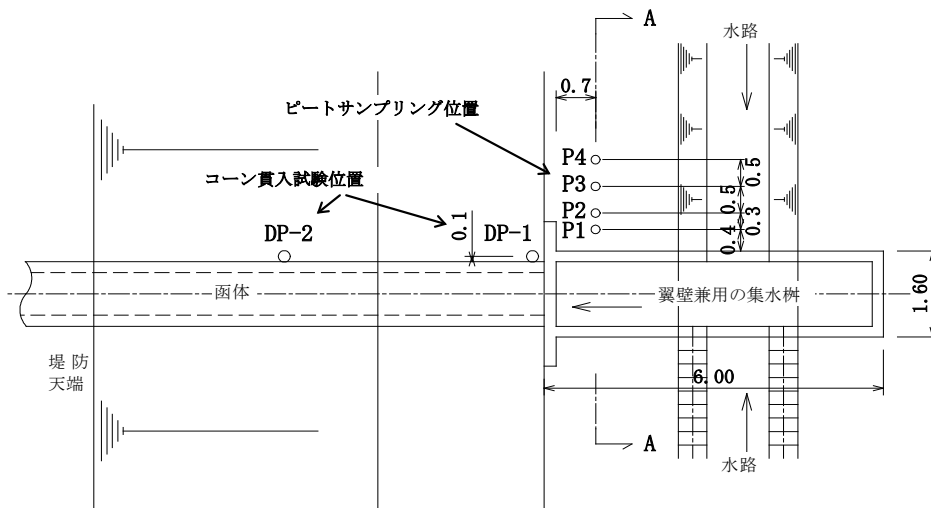 A
水路
0.7
ピートサンプリング位置
P4
P3
P2
P1
0.5
0.5
0.3
0.4
コーン貫入試験位置
0.1
DP-2
DP-1
函体
翼壁兼用の集水桝
1.60
堤防
天端
6.00
A
水路